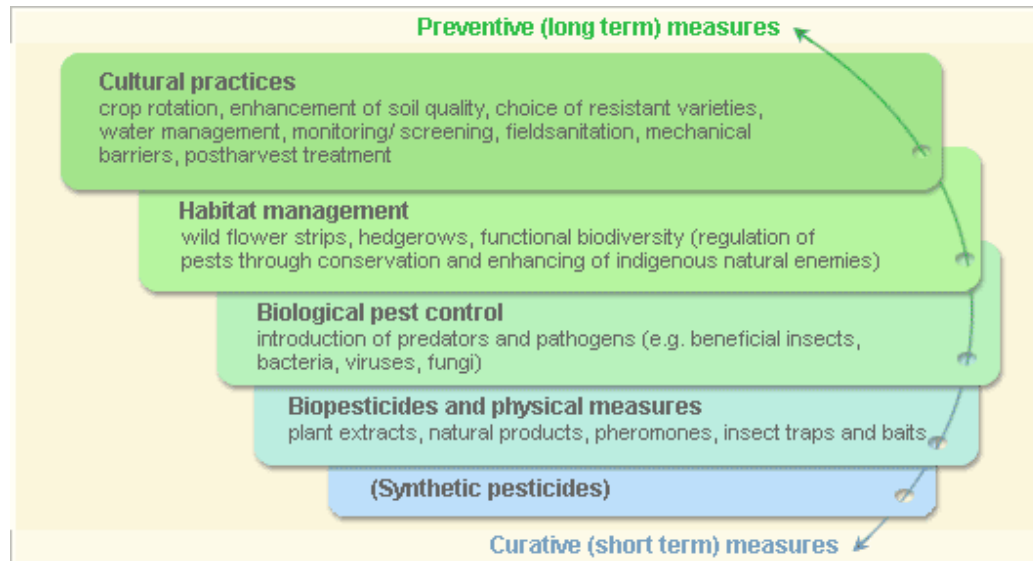 Preventive (long term) measures
Cultural practices
crop rotation, enhancement of soil quality, choice of resistant varieties,
water management, monitoring/ screening, fieldsanitation, mechanical
barriers, postharvest treatment
Habitat management
wild flower strips, hedgerows, functional biodiversity (regulation of
pests through conservation and enhancing of indigenous natural enemies)
Biological pest control
introduction of predators and pathogens (e.g. beneficial insects,
bacteria, viruses, fungi)
Biopesticides and physical measures
plant extracts, natural products, pheromones, insect traps and baits
(Synthetic pesticides)
Curative (short term) measures